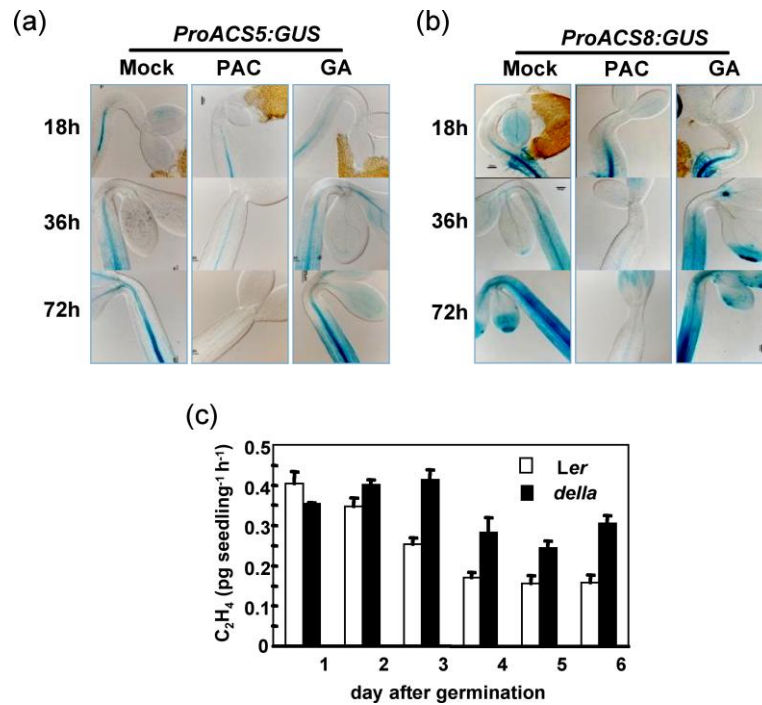 (a)
ProACS5:GUS
Mock PAC GA
18h
36h
72h
(b)
ProACS8:GUS
Mock PAC GA
18h
36h
72h
(c)
C₂H₄ (pg seedling⁻¹ h⁻¹)
0.5
0.4
0.3
0.2
0.1
0
Ler
della
1 2 3 4 5 6
day after germination